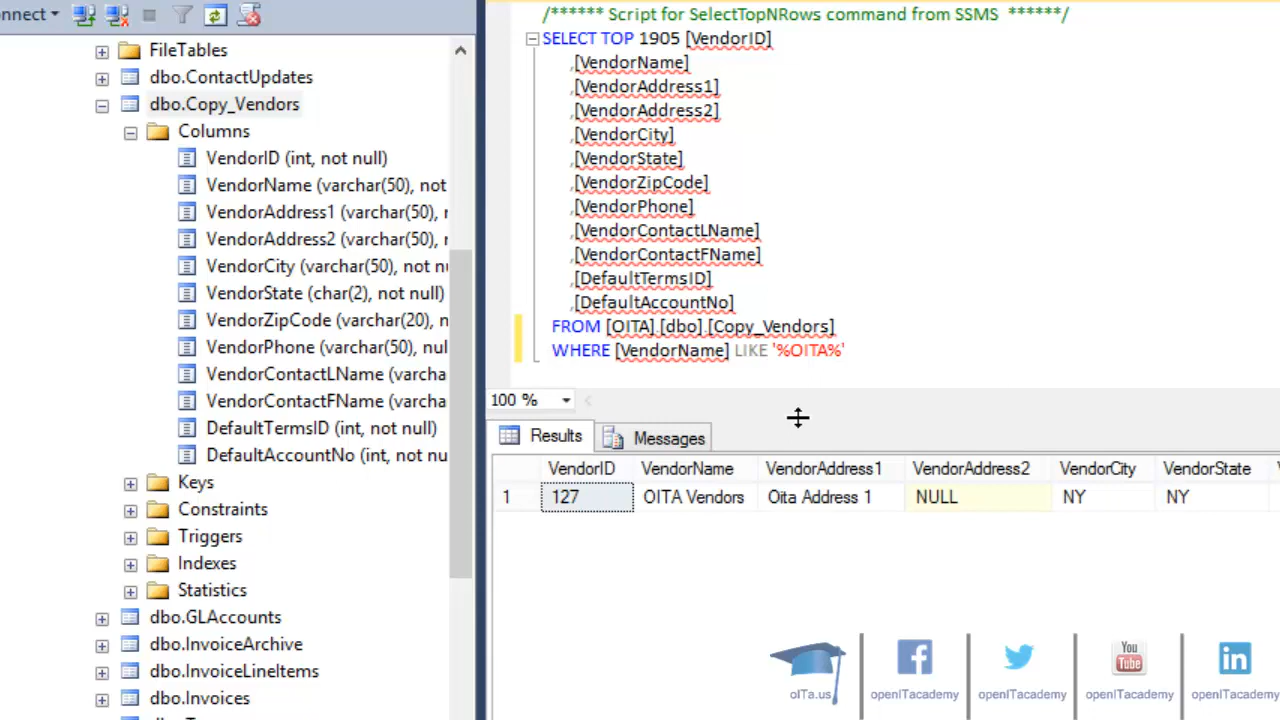 nnect
FileTables
dbo.ContactUpdates
dbo.Copy_Vendors
Columns
VendorID (int, not null)
VendorName (varchar(50), not
VendorAddress1 (varchar(50), r
VendorAddress2 (varchar(50), r
VendorCity (varchar(50), not nu
VendorState (char(2), not null)
VendorZipCode (varchar(20), n
VendorPhone (varchar(50), nul
VendorContactLName (varcha
VendorContactFName (varcha
DefaultTermsID (int, not null)
DefaultAccountNo (int, not nu
Keys
Constraints
Triggers
Indexes
Statistics
dbo.GLAccounts
dbo.InvoiceArchive
dbo.InvoiceLineItems
dbo.Invoices
/****** Script for SelectTopNRows command from SSMS ******/
SELECT TOP 1905 [VendorID]
,[VendorName]
,[VendorAddress1]
,[VendorAddress2]
,[VendorCity]
,[VendorState]
,[VendorZipCode]
,[VendorPhone]
,[VendorContactLName]
,[VendorContactFName]
,[DefaultTermsID]
,[DefaultAccountNo]
FROM [OITA].[dbo].[Copy_Vendors]
WHERE [VendorName] LIKE '%OITA%'
100 %
Results Messages
VendorID VendorName VendorAddress1 VendorAddress2 VendorCity VendorState
1 127 OITA Vendors Oita Address 1 NULL NY NY
You Tube in
oITa.us openITacademy openITacademy openITacademy openITacademy